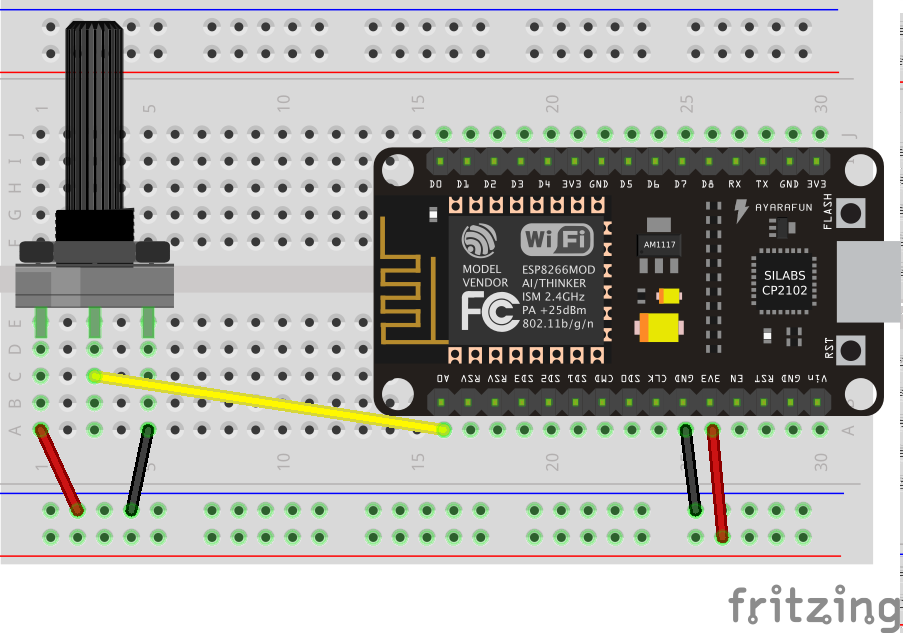 1 5 10 15 20 25 30
J J
I
H
G
F
D0 D1 D2 D3 D4 3V3 GND D5 D6 D7 D8 RX TX GND 3V3
AYARAFUN
FLASH
WiFi
AM1117
MODEL
VENDOR
ESP8266MOD
AI/THINKER
ISM 2.4GHz
PA +25dBm
802.11b/g/n
FC
SILABS
CP2102
RST
E
D
C
B
A0 RSV RSV SD3 SD2 SD1 CMD SD0 CLK GND 3V3 EN RST GND Vin
A A
1 5 10 15 20 25 30
fritzing